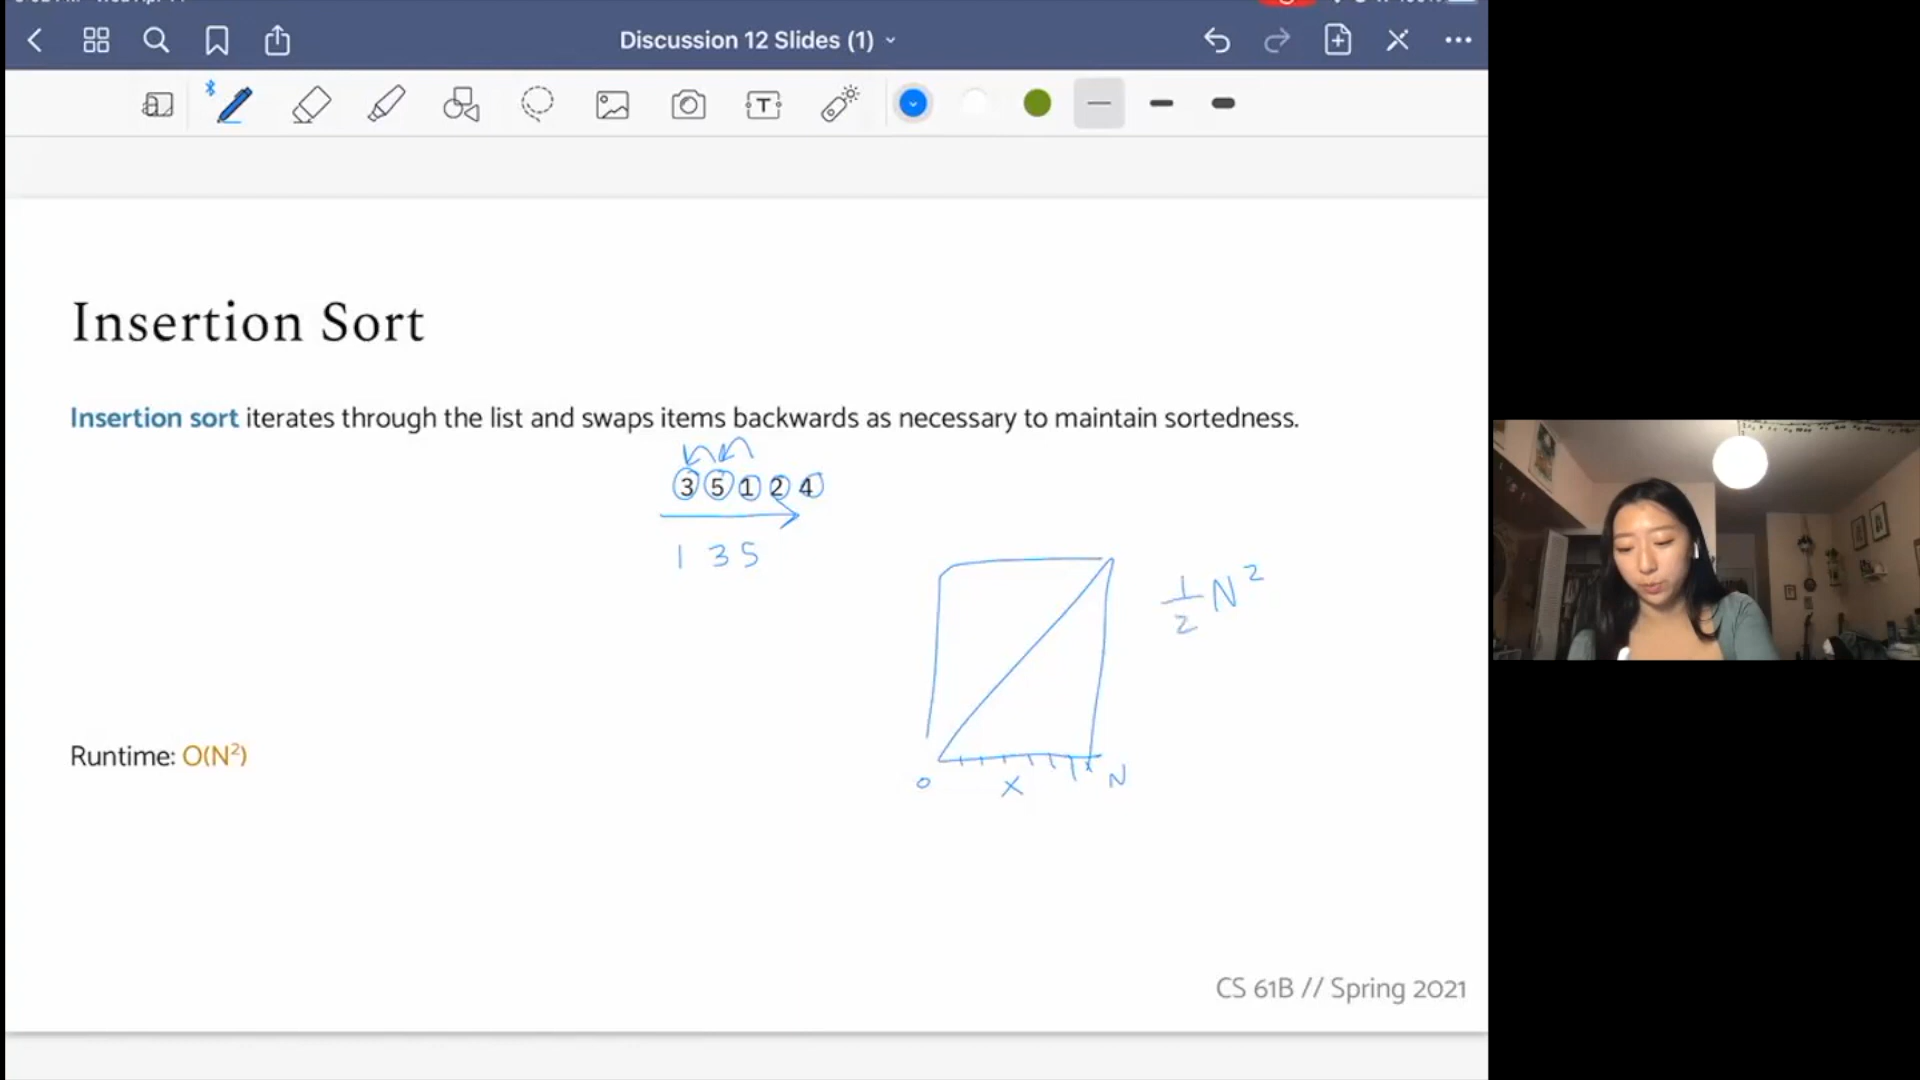 Discussion 12 Slides (1)
T
Insertion Sort
Insertion sort iterates through the list and swaps items backwards as necessary to maintain sortedness.
3 5 1 2 4
1 3 5
1/2 N²
Runtime: O(N²)
0 X N
CS 61B // Spring 2021